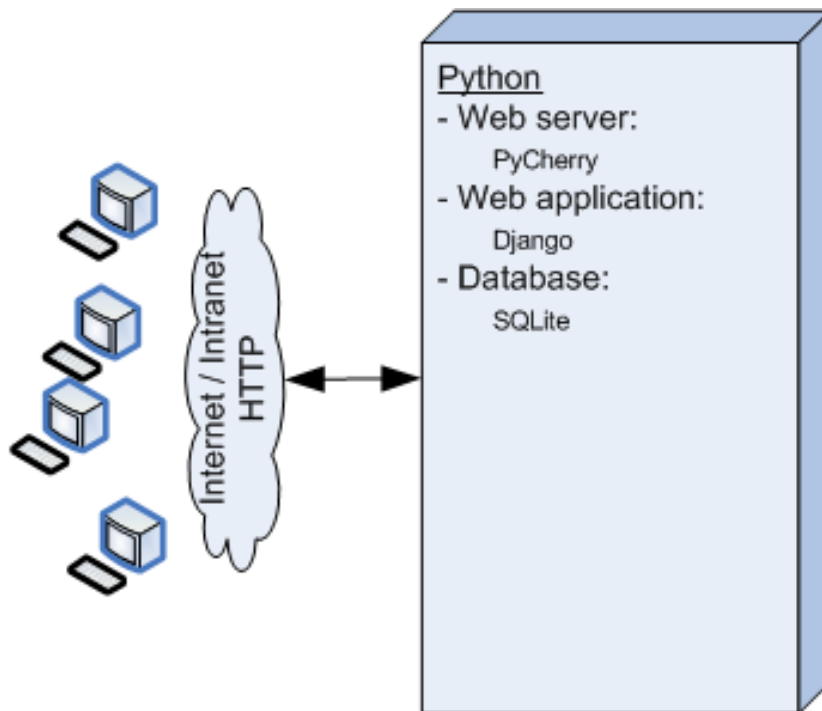 Internet / Intranet
HTTP
Python
- Web server:
PyCherry
- Web application:
Django
- Database:
SQLite